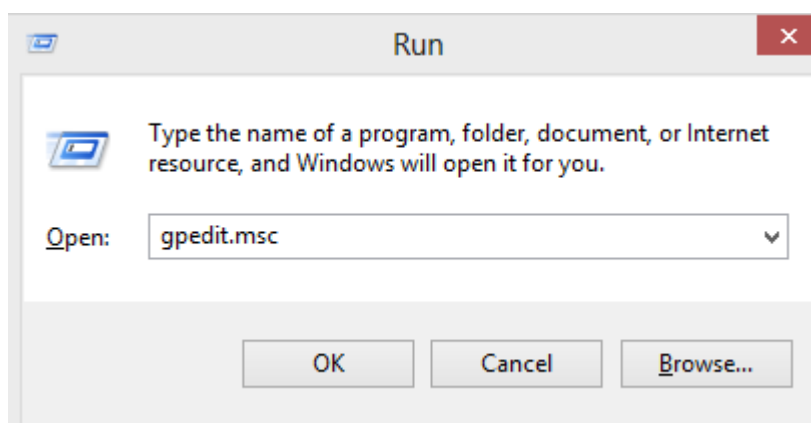 Run
Type the name of a program, folder, document, or Internet
resource, and Windows will open it for you.
Open: gpedit.msc
OK Cancel Browse...